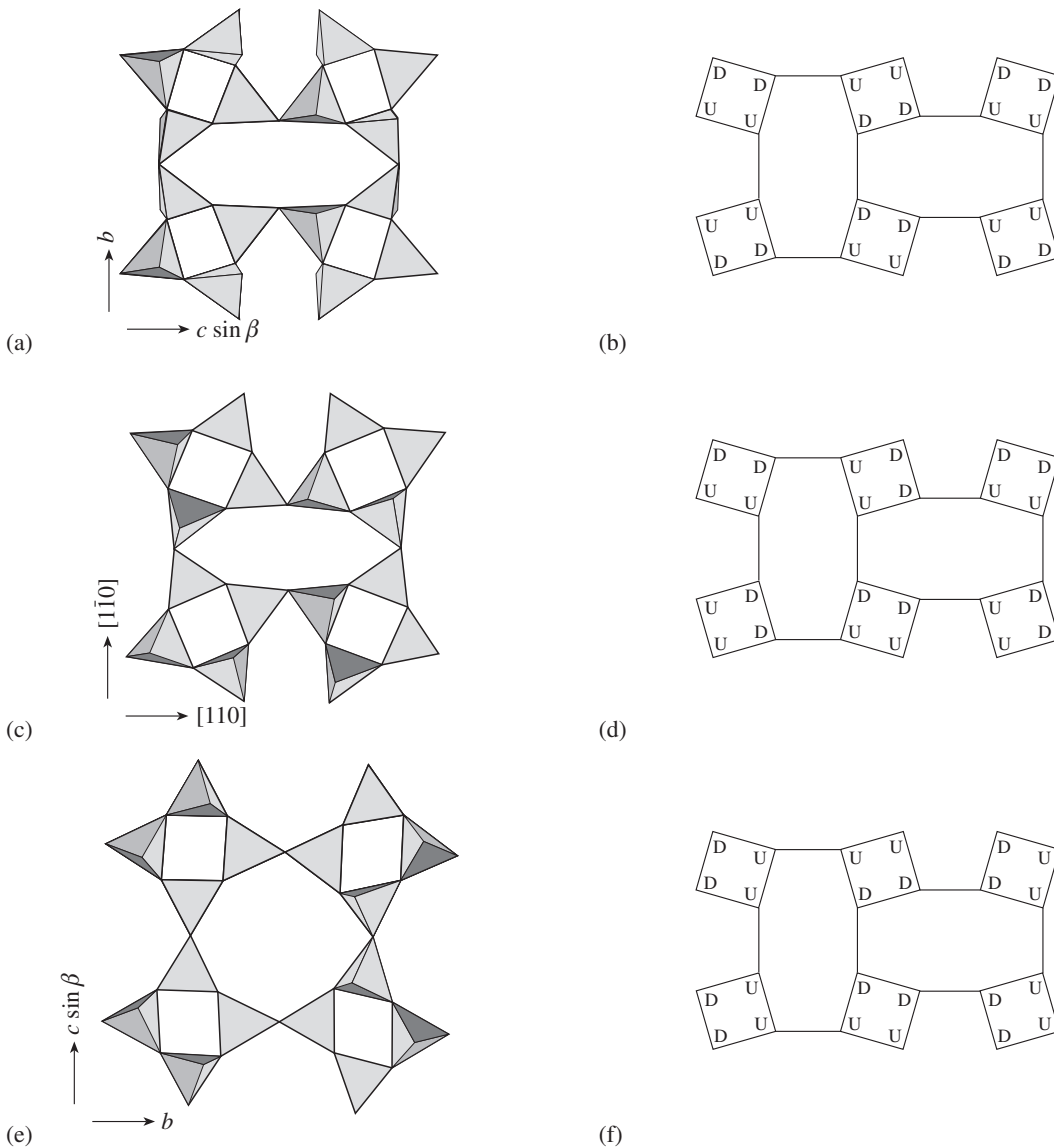 b
c sin β
(a)
D D U U D D
U U D D U U
U U D D U U
D D U U D D
(b)
[11̄0]
[110]
(c)
D D U D D D
U U U D U U
U D D D U D
U D U U U D
(d)
c sin β
b
(e)
D U U U D U
D U D D D U
D U D D D U
D U U U D U
(f)